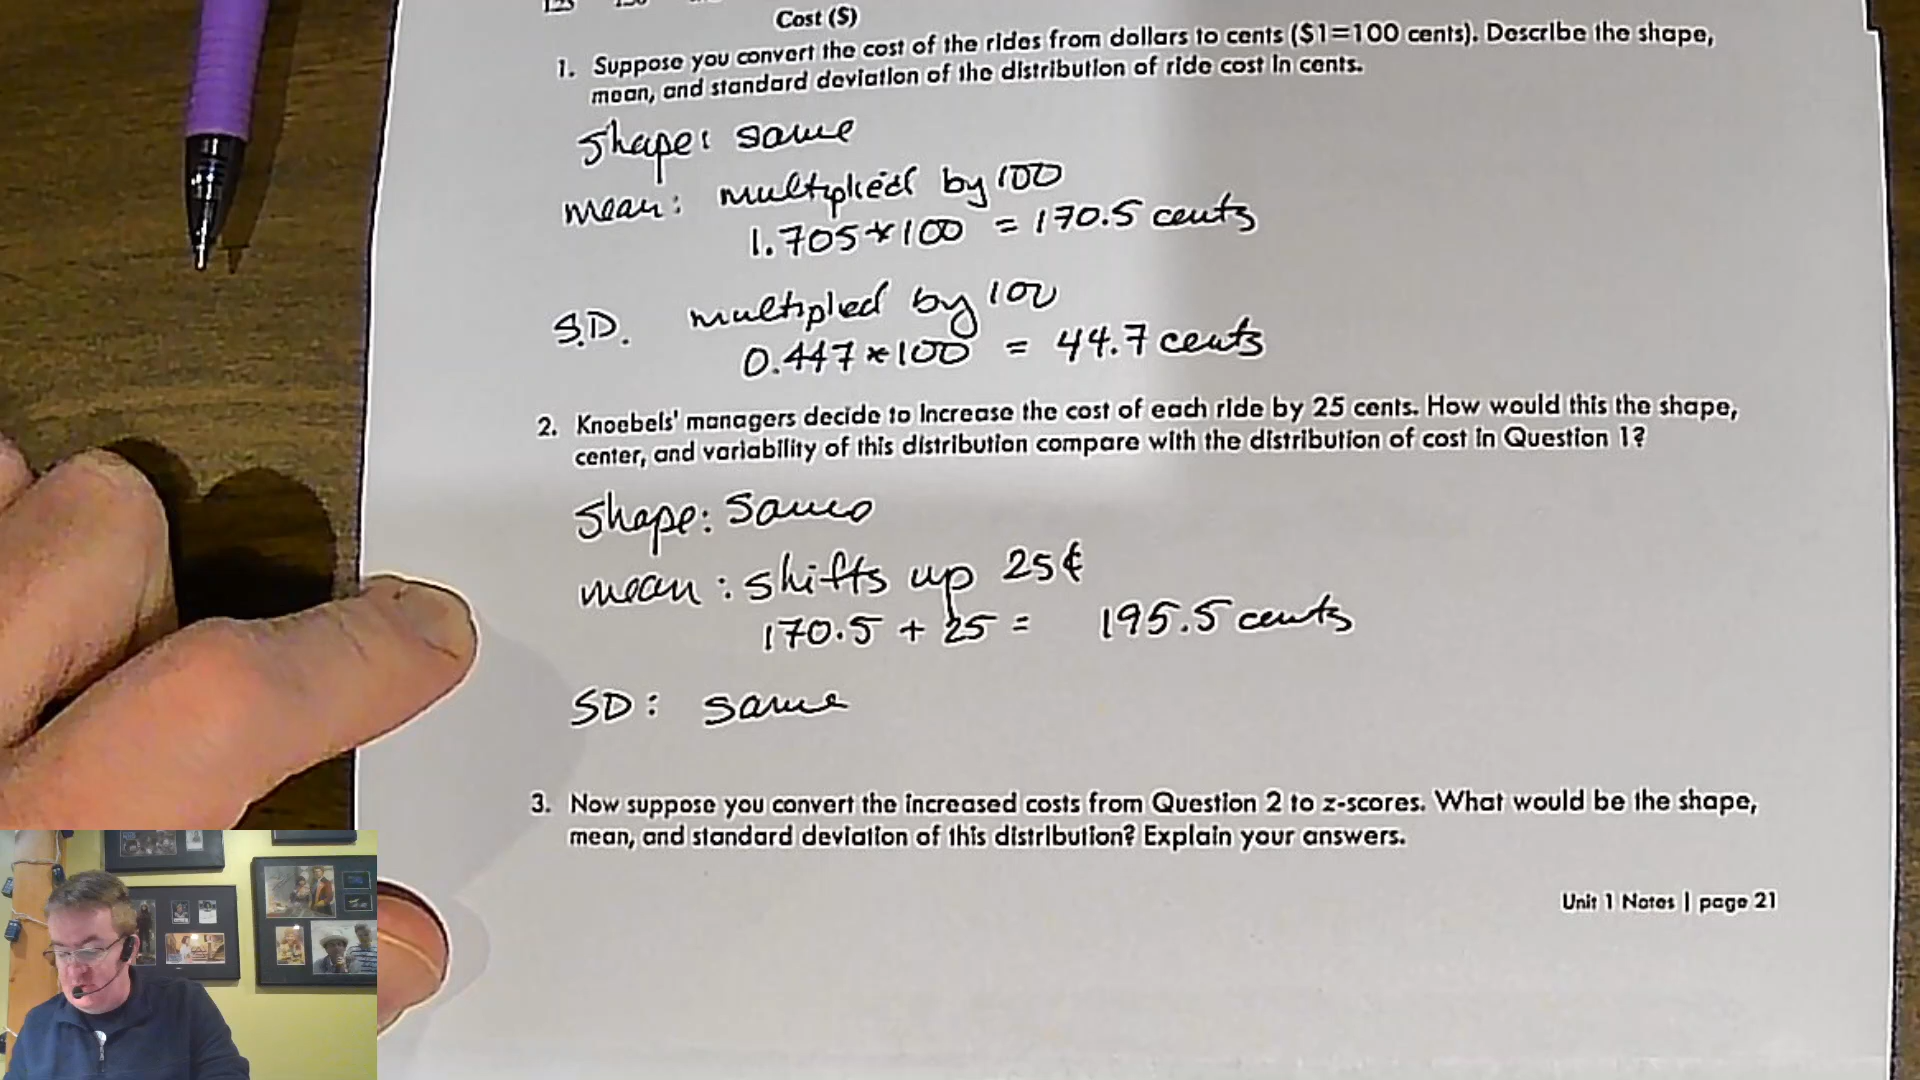 Cost ($)
1. Suppose you convert the cost of the rides from dollars to cents ($1=100 cents). Describe the shape,
mean, and standard deviation of the distribution of ride cost in cents.
Shape: same
mean: multiplied by 100
1.705*100 = 170.5 cents
S.D. multiplied by 100
0.447*100 = 44.7 cents
2. Knoebels' managers decide to increase the cost of each ride by 25 cents. How would this the shape,
center, and variability of this distribution compare with the distribution of cost in Question 1?
Shape: Same
mean: shifts up 25¢
170.5 + 25 = 195.5 cents
SD: same
3. Now suppose you convert the increased costs from Question 2 to z-scores. What would be the shape,
mean, and standard deviation of this distribution? Explain your answers.
Unit 1 Notes | page 21